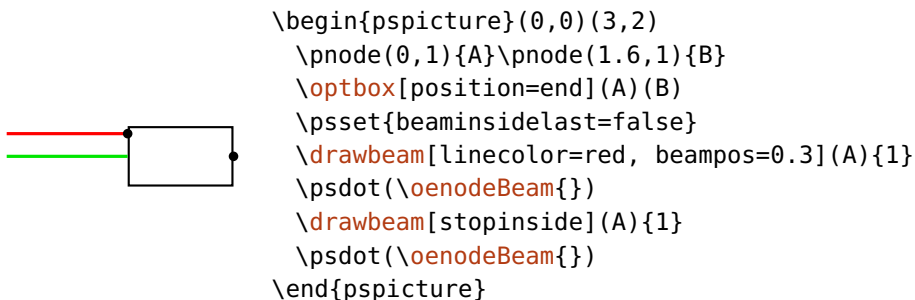 \begin{pspicture}(0,0)(3,2)
\pnode(0,1){A}\pnode(1.6,1){B}
\optbox[position=end](A)(B)
\psset{beaminsidelast=false}
\drawbeam[linecolor=red, beampos=0.3](A){1}
\psdot(\oenodeBeam{})
\drawbeam[stopinside](A){1}
\psdot(\oenodeBeam{})
\end{pspicture}